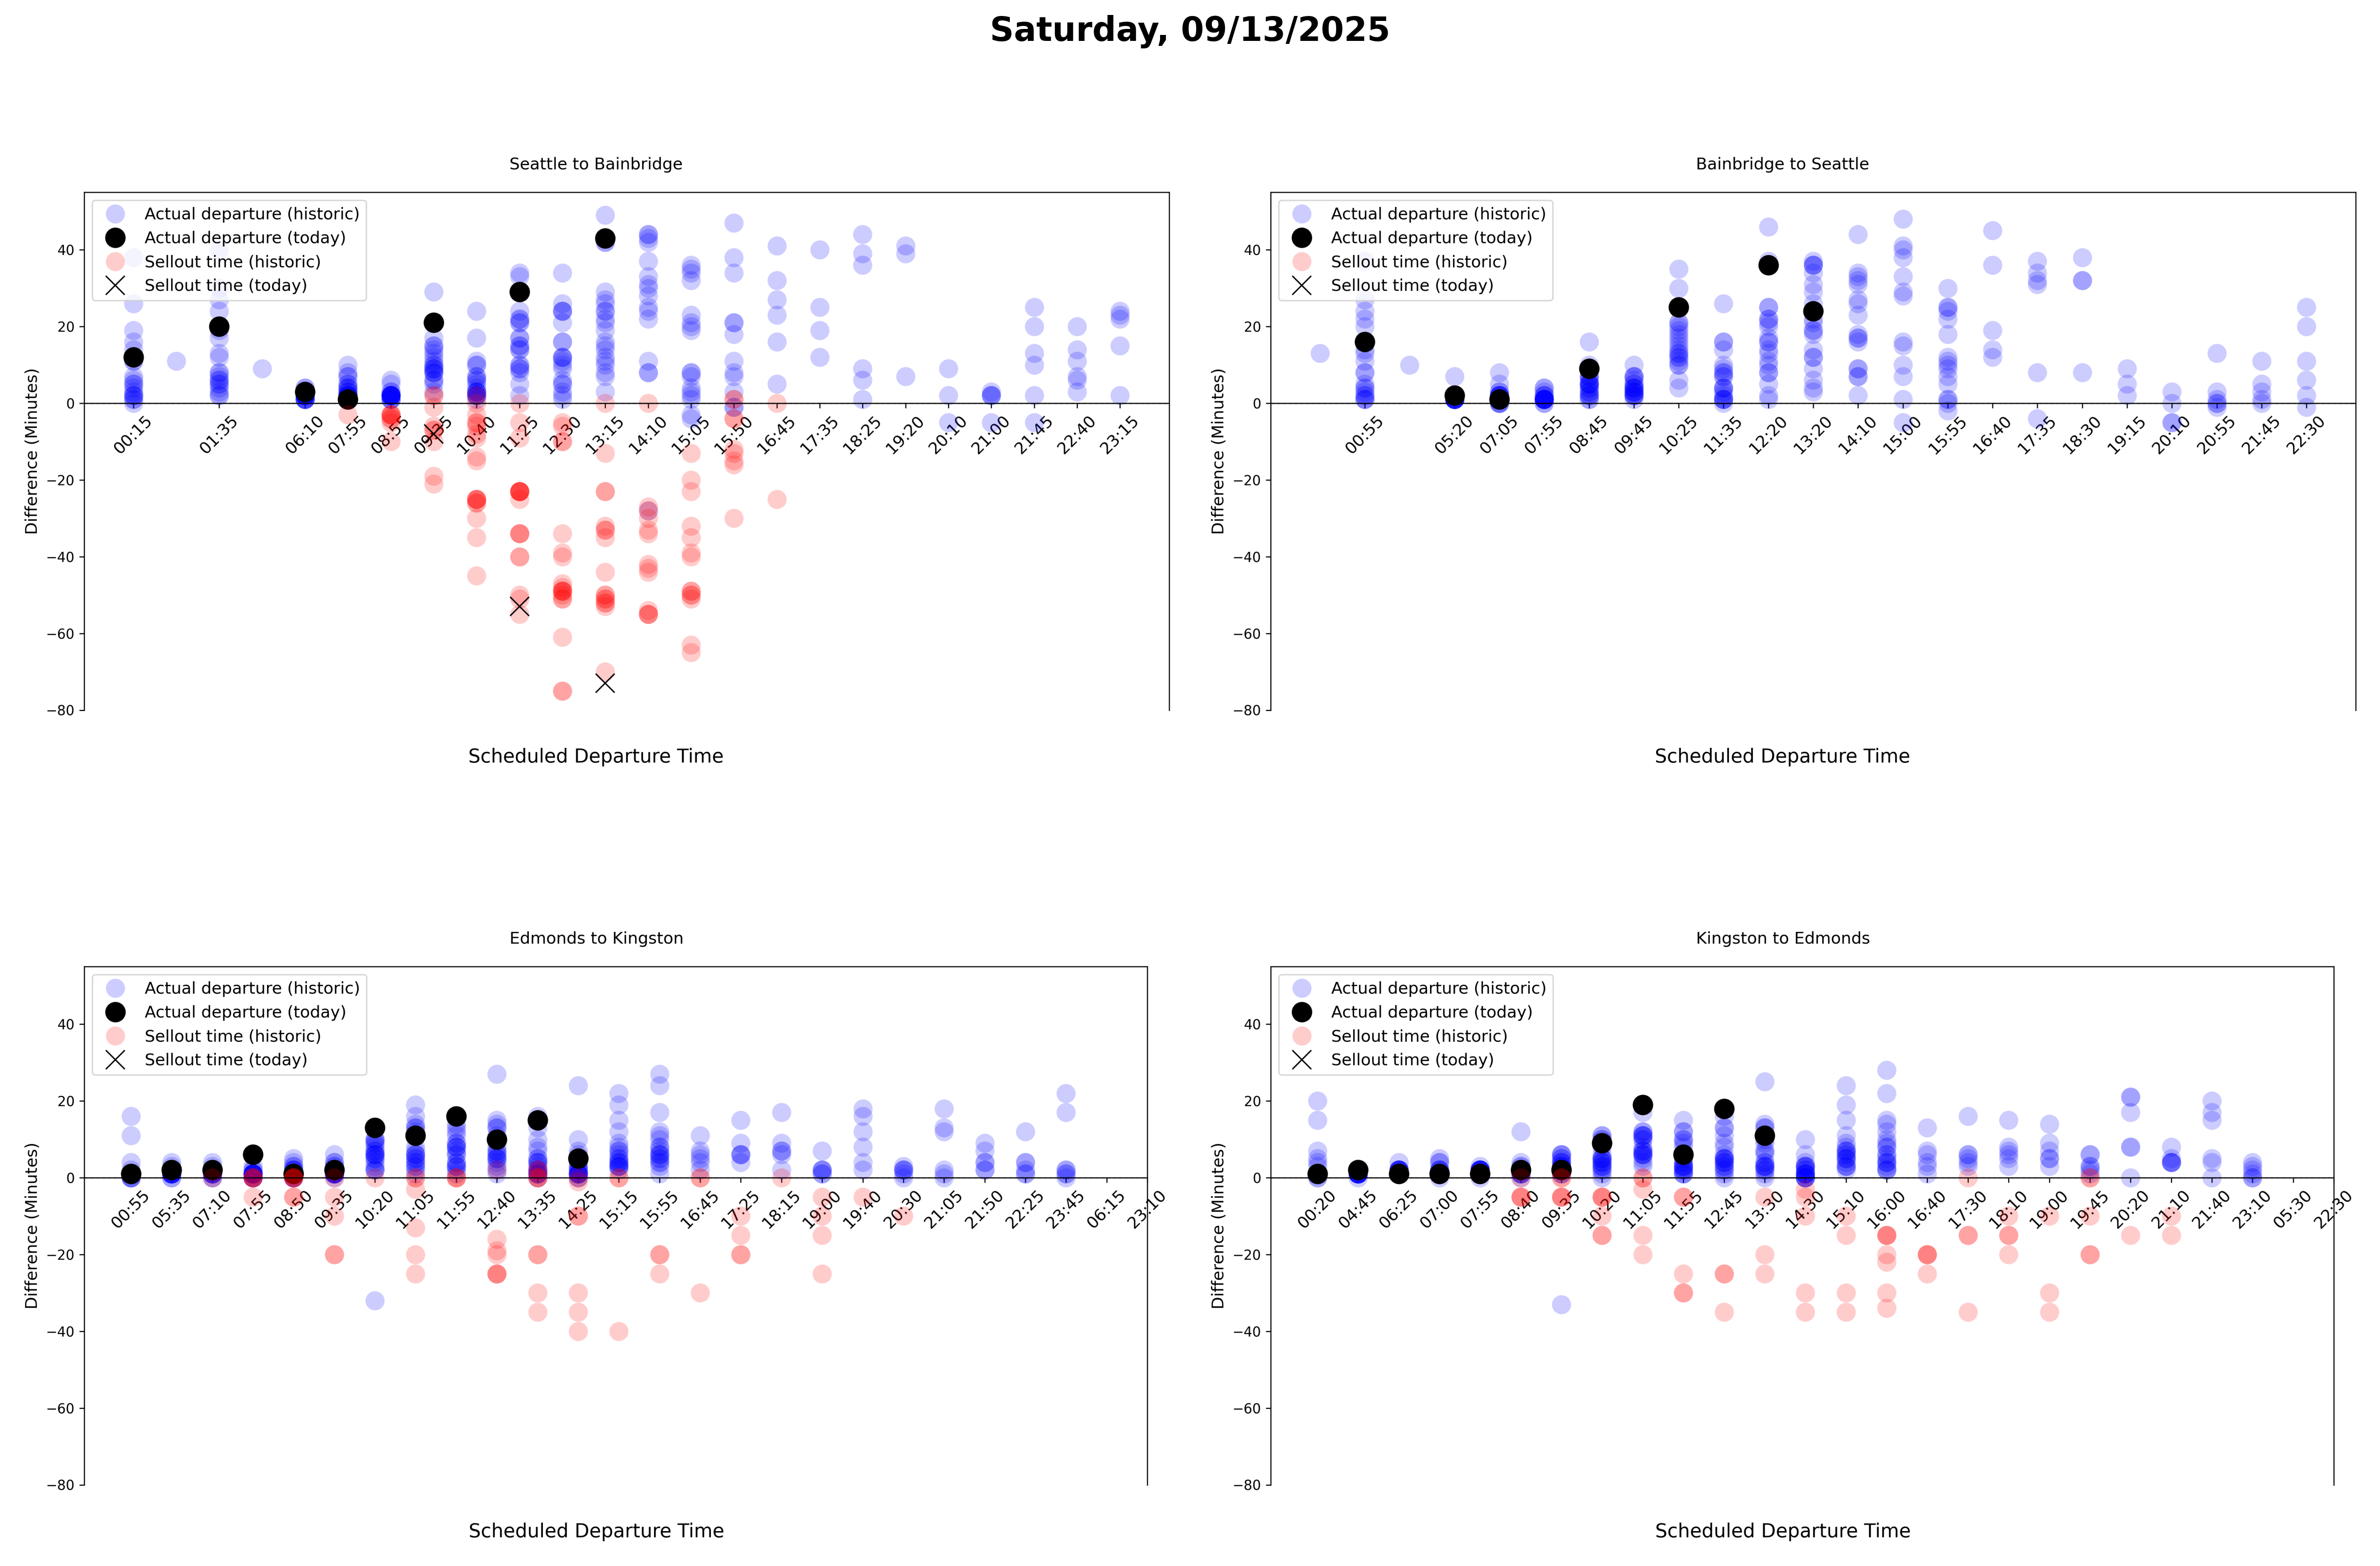 Saturday, 09/13/2025
Seattle to Bainbridge
Actual departure (historic)
Actual departure (today)
Sellout time (historic)
Sellout time (today)
Difference (Minutes)
40
20
0
−20
−40
−60
−80
00:15 01:35 06:10 07:55 08:55 09:35 10:40 11:25 12:30 13:15 14:10 15:05 15:50 16:45 17:35 18:25 19:20 20:10 21:00 21:45 22:40 23:15
Scheduled Departure Time
Bainbridge to Seattle
Actual departure (historic)
Actual departure (today)
Sellout time (historic)
Sellout time (today)
Difference (Minutes)
40
20
0
−20
−40
−60
−80
00:55 05:20 07:05 07:55 08:45 09:45 10:25 11:35 12:20 13:20 14:10 15:00 15:55 16:40 17:35 18:30 19:15 20:10 20:55 21:45 22:30
Scheduled Departure Time
Edmonds to Kingston
Actual departure (historic)
Actual departure (today)
Sellout time (historic)
Sellout time (today)
Difference (Minutes)
40
20
0
−20
−40
−60
−80
00:55 05:35 07:10 07:55 08:50 09:35 10:20 11:05 11:55 12:40 13:35 14:25 15:15 15:55 16:45 17:25 18:15 19:00 19:40 20:30 21:05 21:50 22:25 23:45 06:15 23:10
Scheduled Departure Time
Kingston to Edmonds
Actual departure (historic)
Actual departure (today)
Sellout time (historic)
Sellout time (today)
Difference (Minutes)
40
20
0
−20
−40
−60
−80
00:20 04:45 06:25 07:00 07:55 08:40 09:35 10:20 11:05 11:55 12:45 13:30 14:30 15:10 16:00 16:40 17:30 18:10 19:00 19:45 20:20 21:10 21:40 23:10 05:30 22:30
Scheduled Departure Time